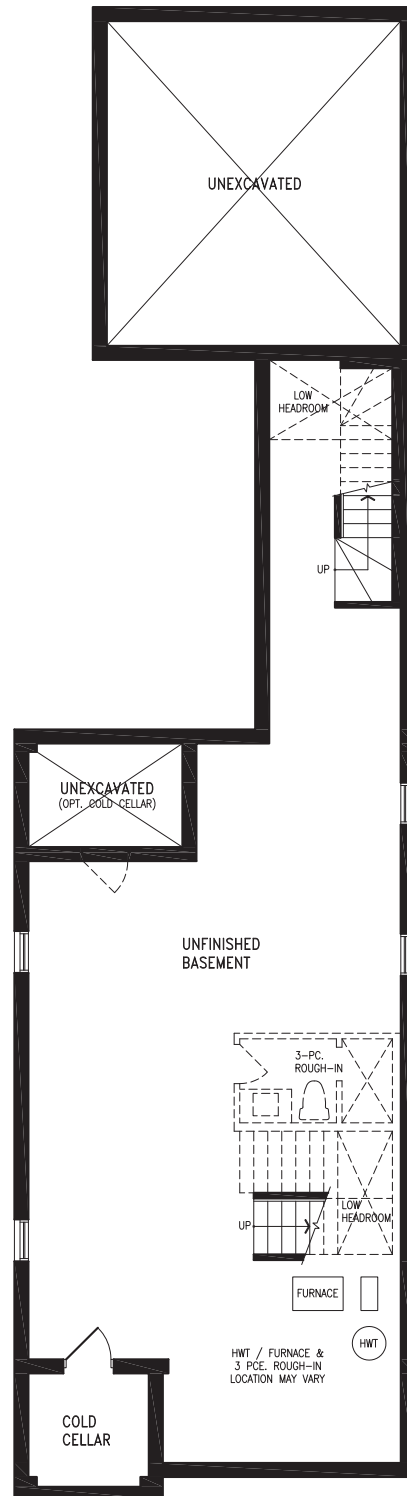 UNEXCAVATED
LOW
HEADROOM
UP
UNEXCAVATED
(OPT. COLD CELLAR)
UNFINISHED
BASEMENT
3-PC.
ROUGH-IN
LOW
HEADROOM
UP
FURNACE
HWT
HWT / FURNACE &
3 PCE. ROUGH-IN
LOCATION MAY VARY
COLD
CELLAR